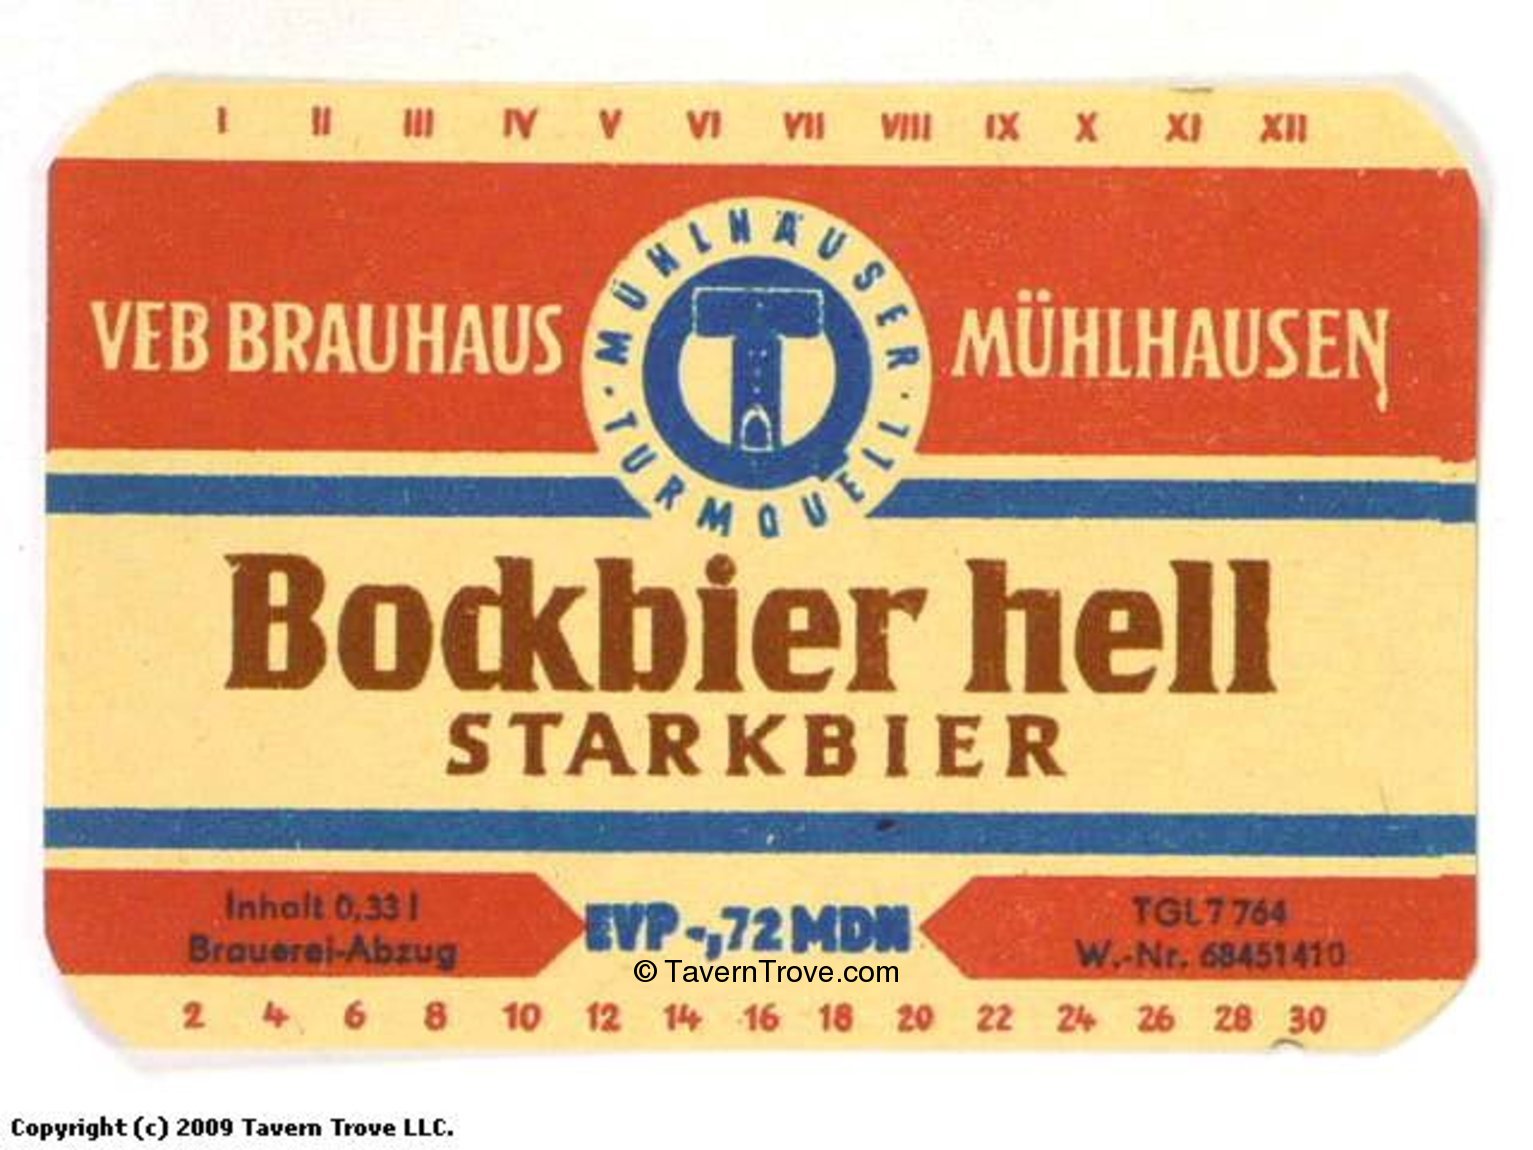 I II III IV V VI VII VIII IX X XI XII
MÜHLHÄUSER
VEB BRAUHAUS MÜHLHAUSEN
· TURMQUELL ·
Bockbier hell
STARKBIER
Inhalt 0,33 l
Brauerei-Abzug
EVP -,72 MDN
TGL 7 764
W.-Nr. 68451410
© TavernTrove.com
2 4 6 8 10 12 14 16 18 20 22 24 26 28 30
Copyright (c) 2009 Tavern Trove LLC.